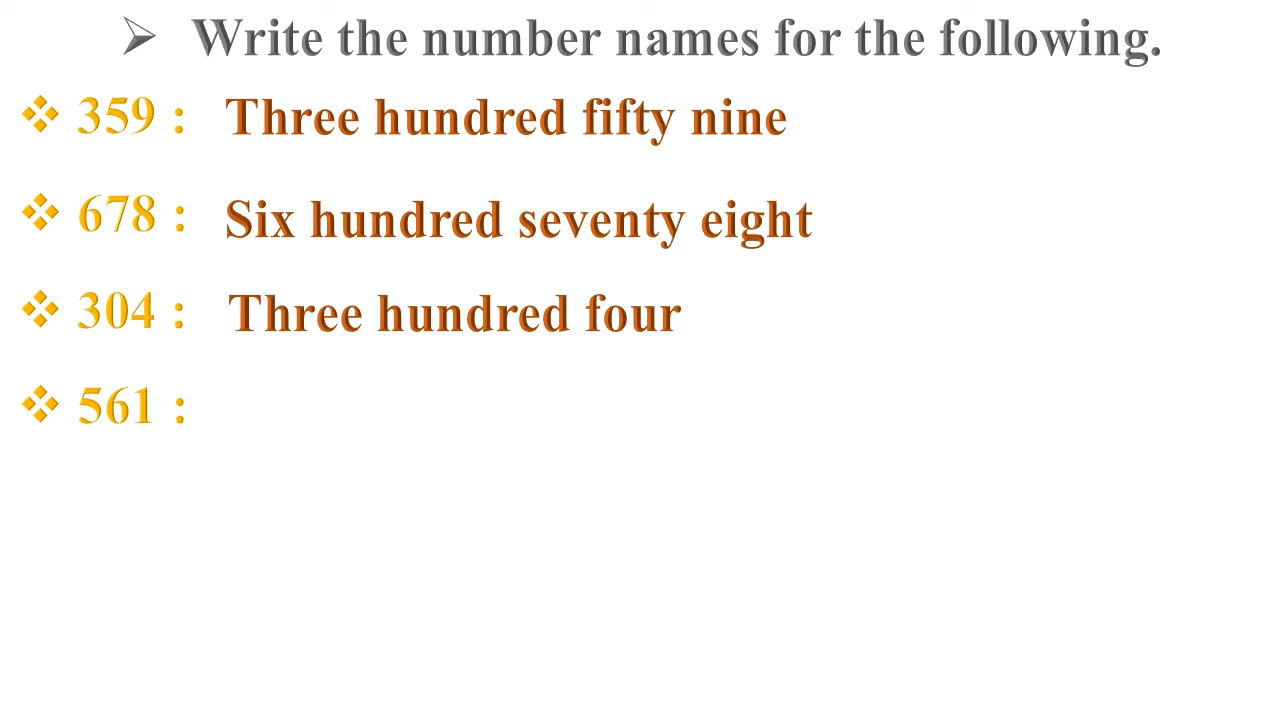 ➢ Write the number names for the following.
❖ 359 : Three hundred fifty nine
❖ 678 : Six hundred seventy eight
❖ 304 : Three hundred four
❖ 561 :